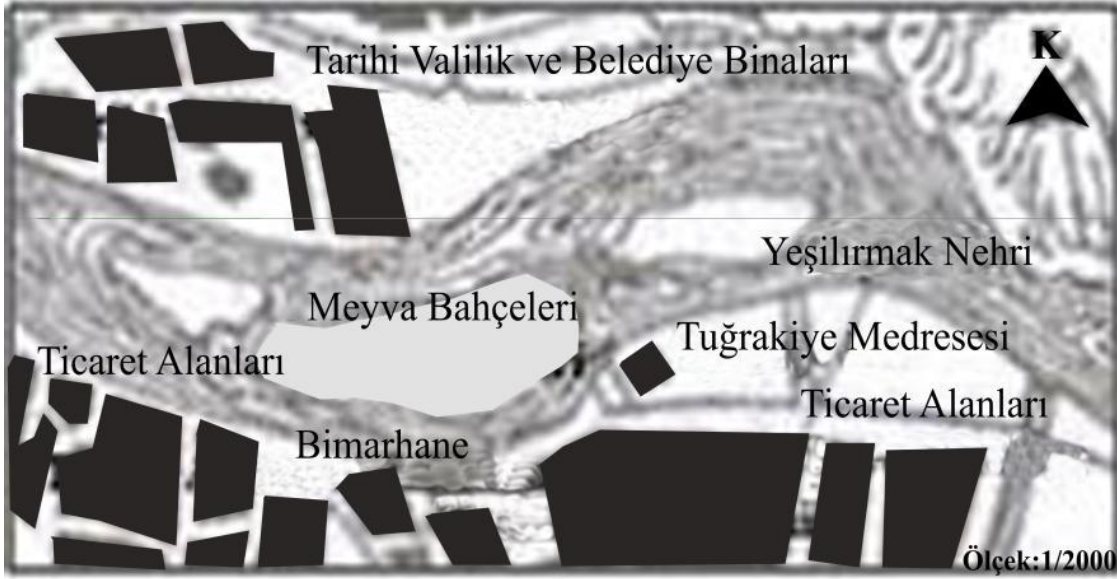 Tarihi Valilik ve Belediye Binaları
K
Yeşilırmak Nehri
Meyva Bahçeleri
Tuğrakiye Medresesi
Ticaret Alanları
Ticaret Alanları
Bimarhane
Ölçek:1/2000